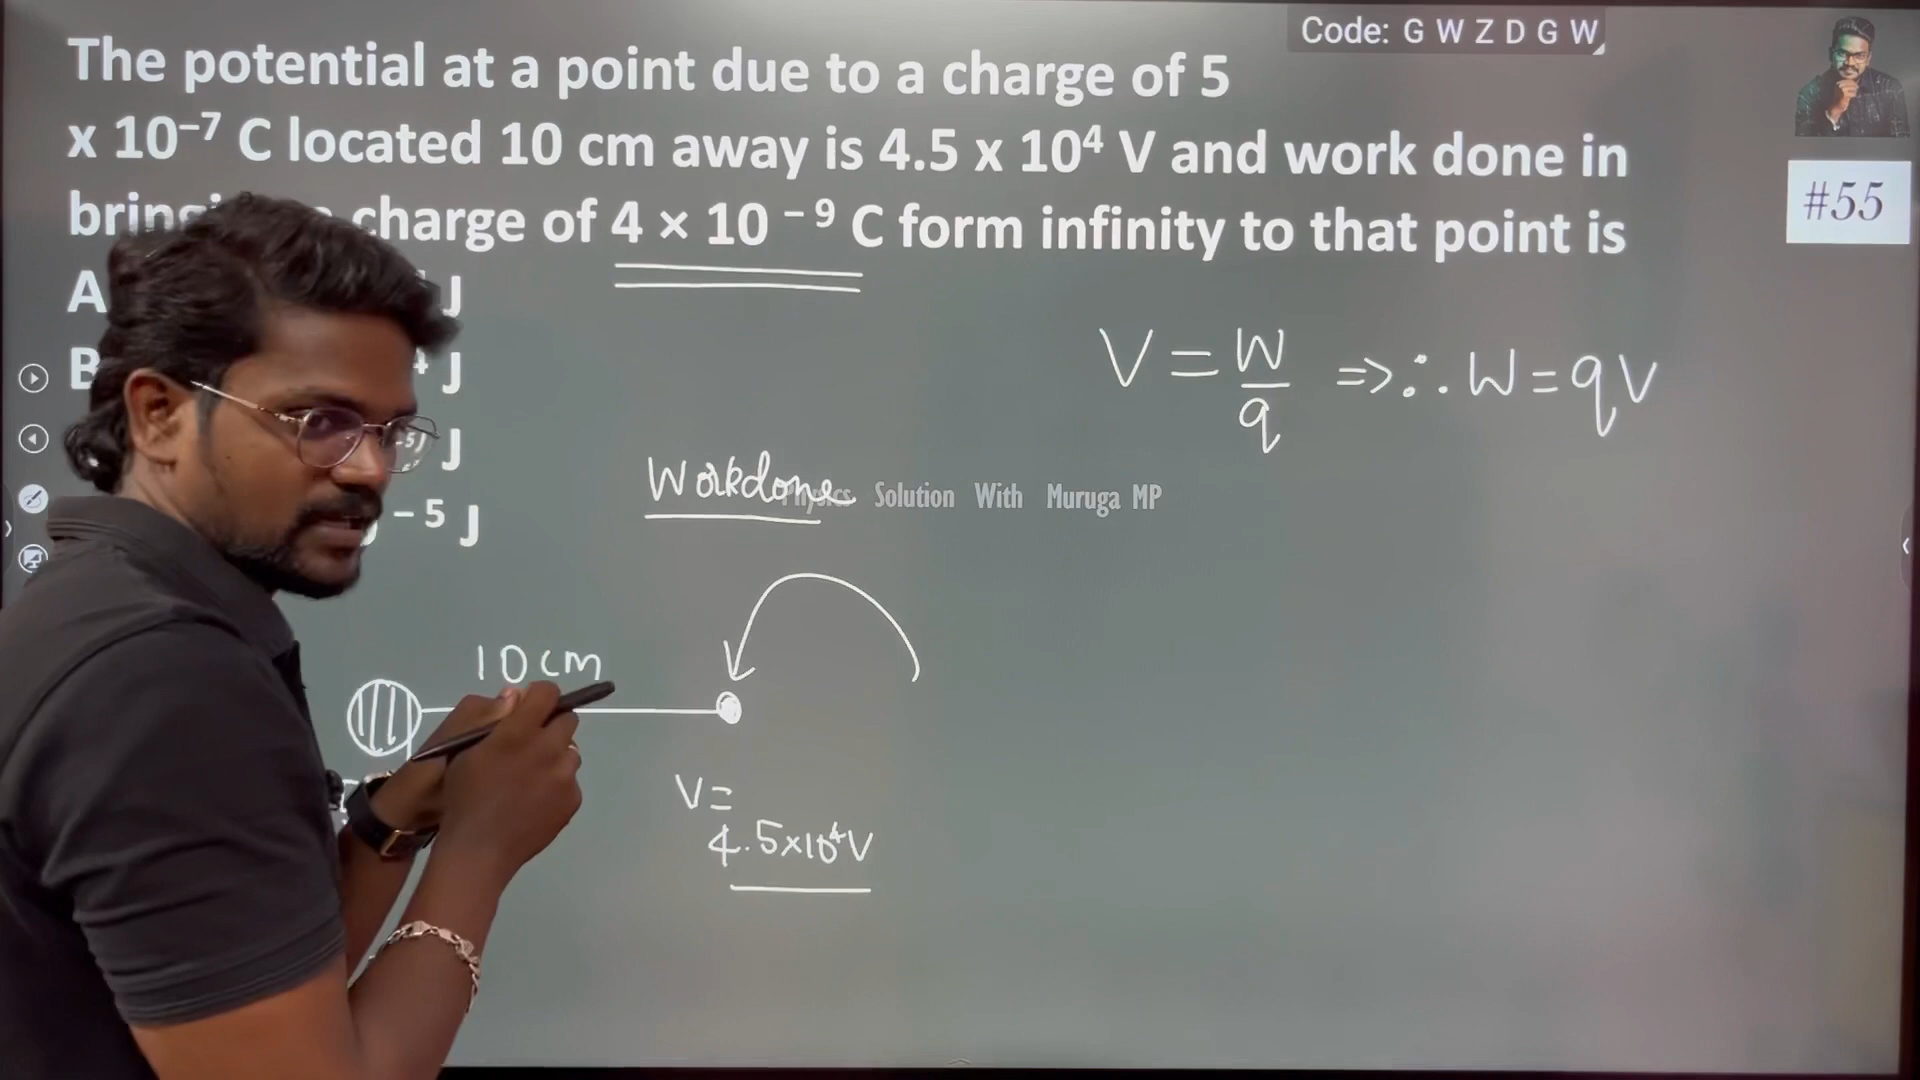 Code: G W Z D G W
The potential at a point due to a charge of 5
x 10⁻⁷ C located 10 cm away is 4.5 x 10⁴ V and work done in
charge of 4 × 10 ⁻⁹ C form infinity to that point is
#55
A J
B J
J
⁻⁵ J
V = W/q ⇒ ∴ W = qV
Workdone
Physics Solution With Muruga MP
10 cm
V =
4.5×10⁴V